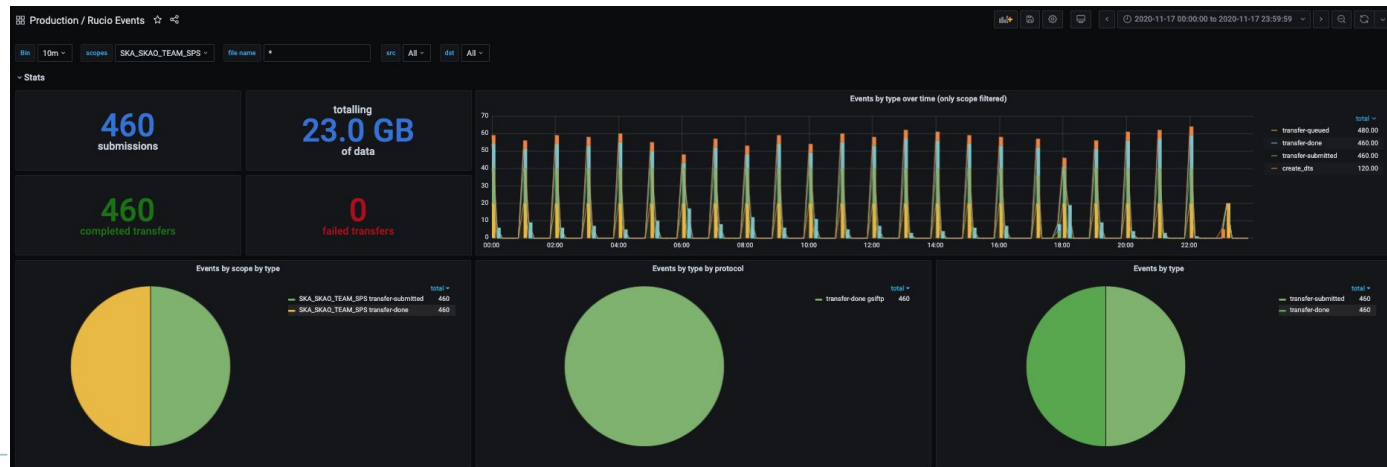 Production / Rucio Events
2020-11-17 00:00:00 to 2020-11-17 23:59:59
Bin 10m scopes SKA_SKAO_TEAM_SPS file name * src All dst All
Stats
460
submissions
totalling
23.0 GB
of data
460
completed transfers
0
failed transfers
Events by type over time (only scope filtered)
70
60
50
40
30
20
10
0
00:00 02:00 04:00 06:00 08:00 10:00 12:00 14:00 16:00 18:00 20:00 22:00
total
transfer-queued 480.00
transfer-done 460.00
transfer-submitted 460.00
create_dts 120.00
Events by scope by type
total
SKA_SKAO_TEAM_SPS transfer-submitted 460
SKA_SKAO_TEAM_SPS transfer-done 460
Events by type by protocol
total
transfer-done gsiftp 460
Events by type
total
transfer-submitted 460
transfer-done 460